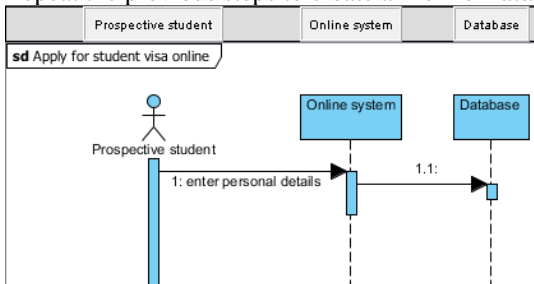 Prospective student Online system Database
sd Apply for student visa online
Online system Database
Prospective student
1: enter personal details 1.1: